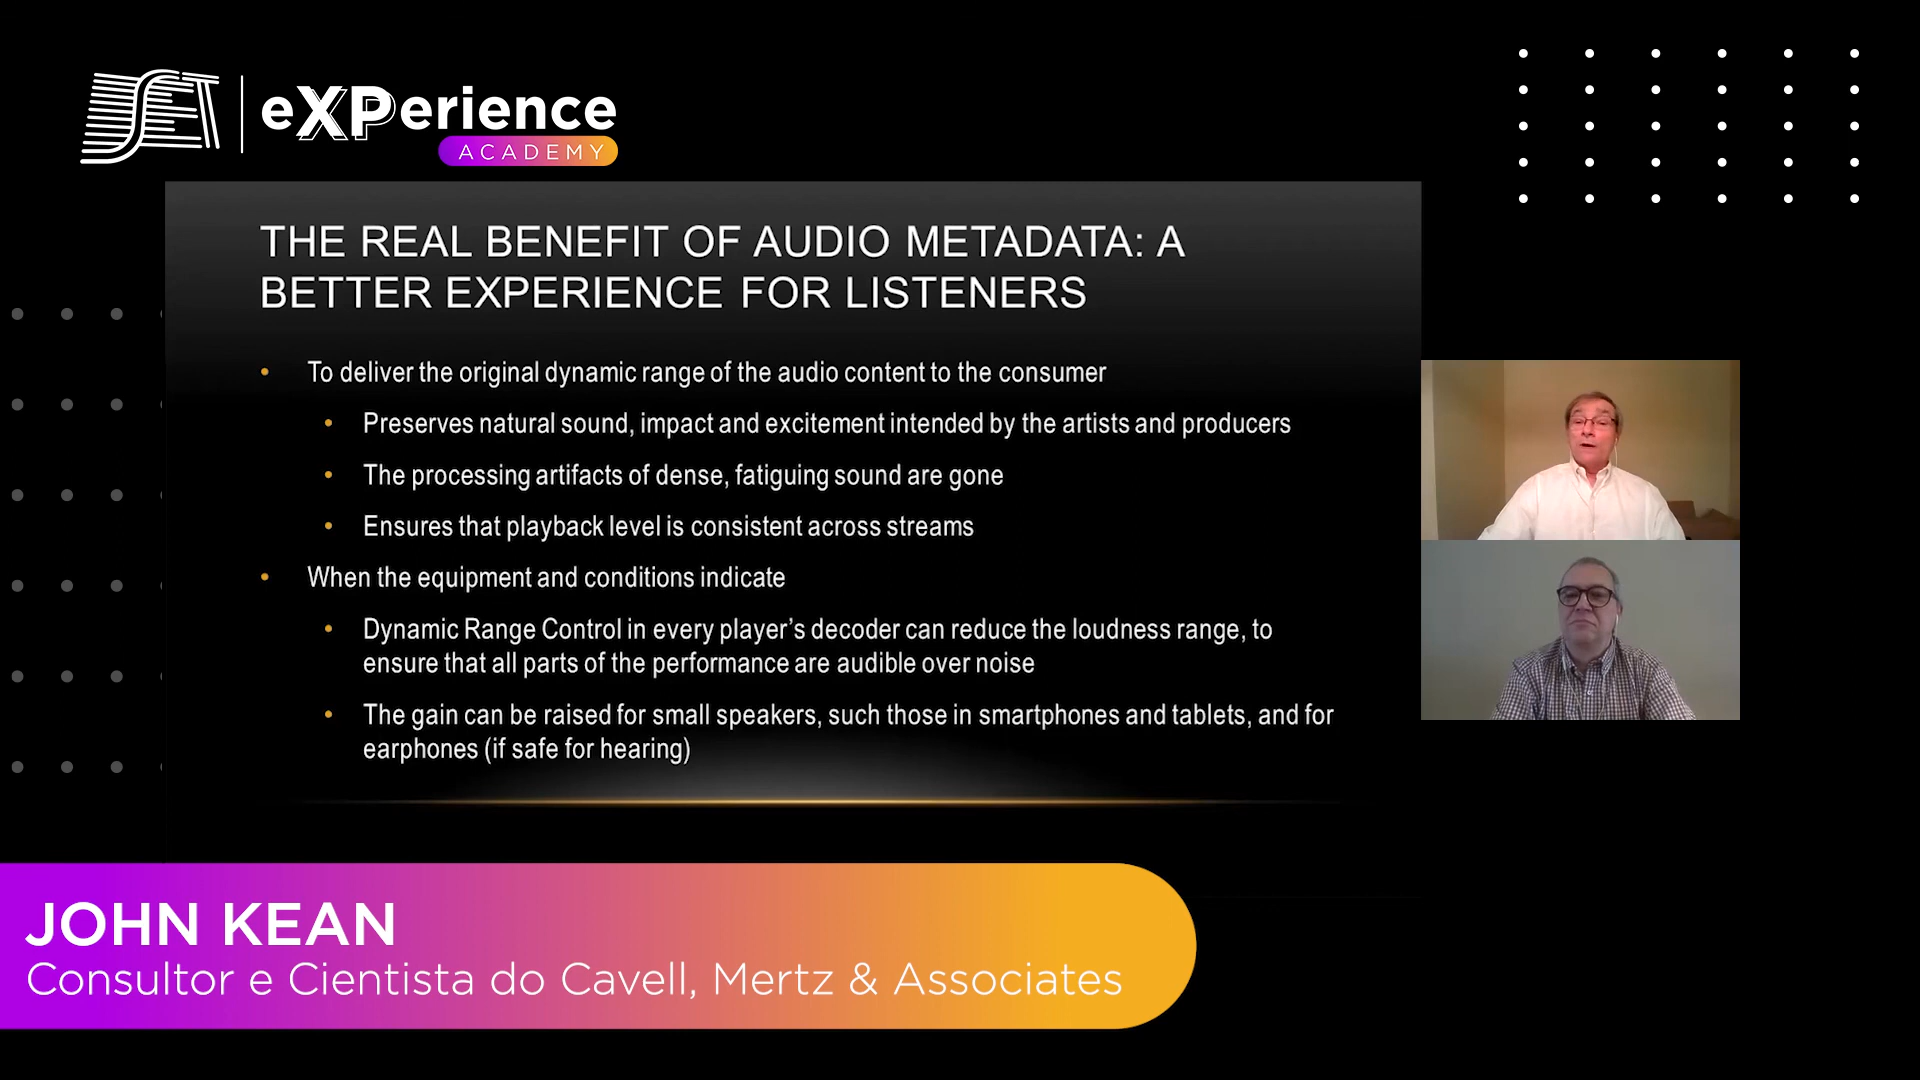 SET eXPerience
ACADEMY
THE REAL BENEFIT OF AUDIO METADATA: A
BETTER EXPERIENCE FOR LISTENERS
• To deliver the original dynamic range of the audio content to the consumer
• Preserves natural sound, impact and excitement intended by the artists and producers
• The processing artifacts of dense, fatiguing sound are gone
• Ensures that playback level is consistent across streams
• When the equipment and conditions indicate
• Dynamic Range Control in every player's decoder can reduce the loudness range, to
ensure that all parts of the performance are audible over noise
• The gain can be raised for small speakers, such those in smartphones and tablets, and for
earphones (if safe for hearing)
JOHN KEAN
Consultor e Cientista do Cavell, Mertz & Associates